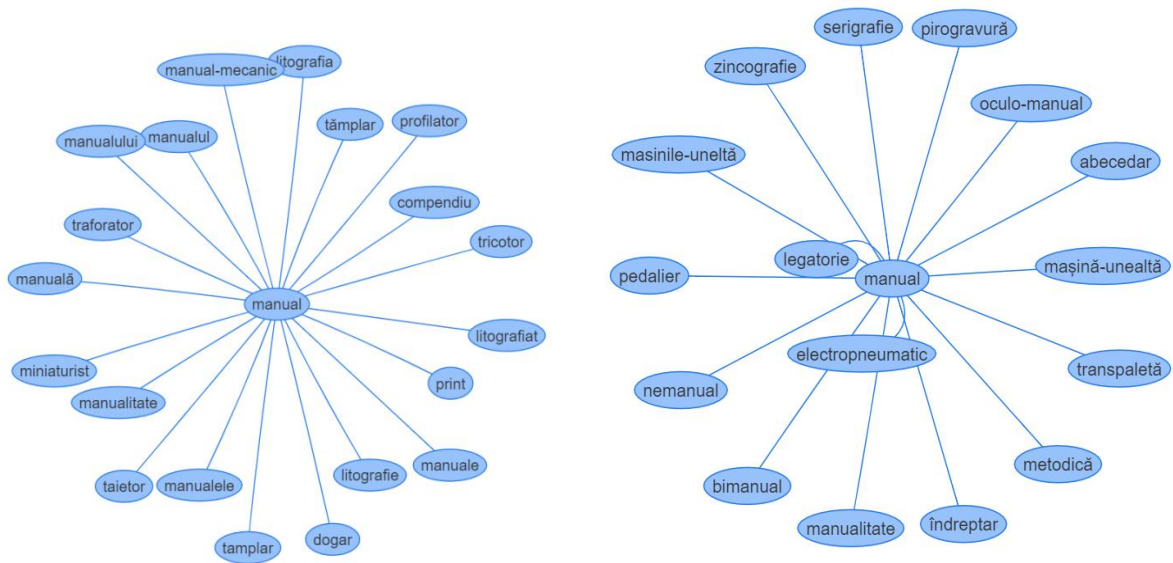 manual-mecanic
litografia
manualului
manualul
tămplar
profilator
compendiu
traforator
tricotor
manuală
manual
litografiat
miniaturist
print
manualitate
manuale
litografie
taietor
manualele
tamplar
dogar
serigrafie
pirogravură
zincografie
oculo-manual
masinile-uneltă
abecedar
legatorie
mașină-unealtă
pedalier
manual
electropneumatic
transpaletă
nemanual
metodică
bimanual
manualitate
îndreptar